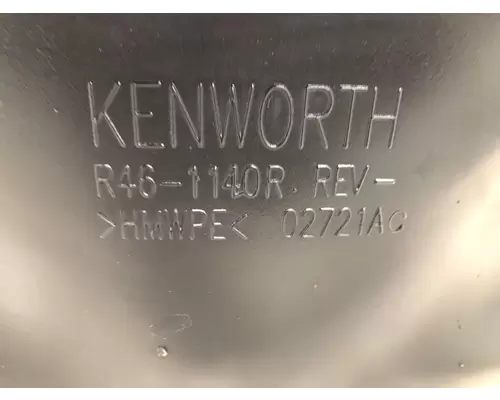 KENWORTH
R46-1140R REV-
>HMWPE< 02721AC